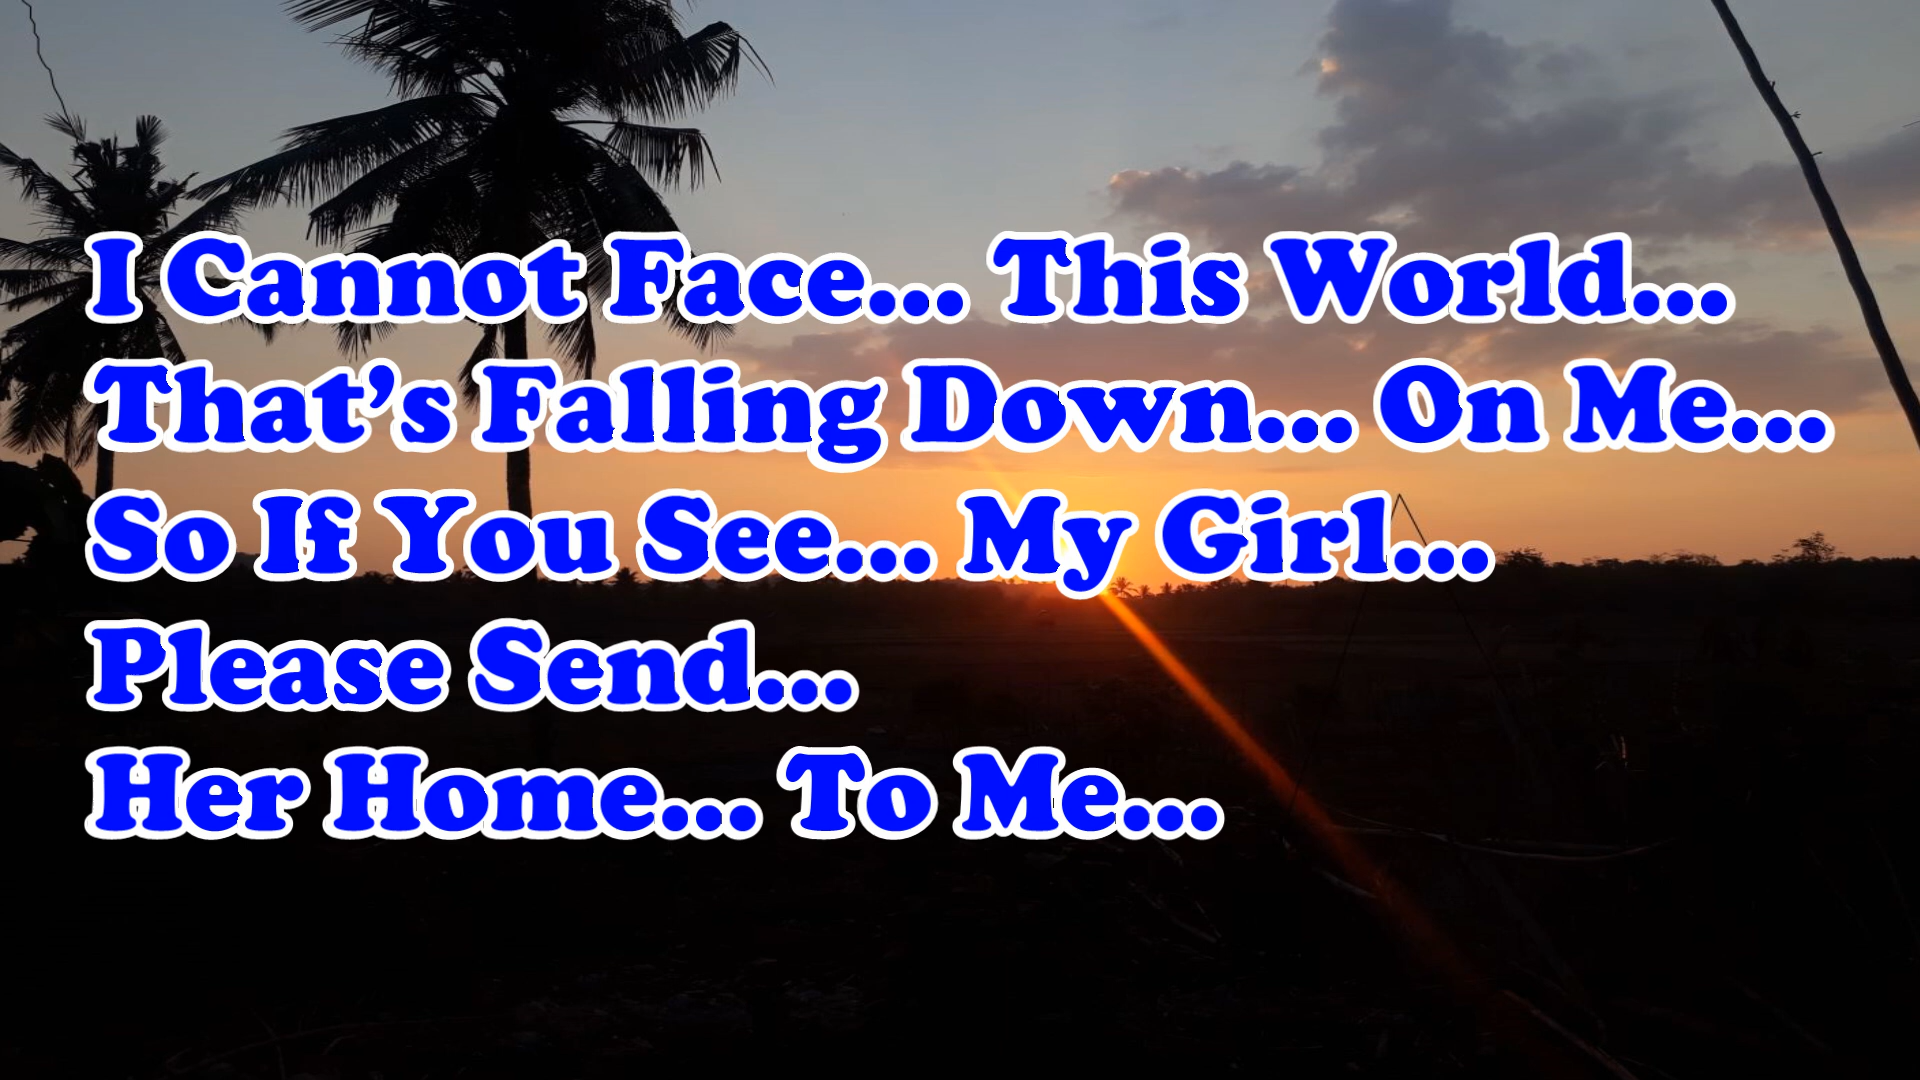 I Cannot Face... This World...
That's Falling Down... On Me...
So If You See... My Girl...
Please Send...
Her Home... To Me...